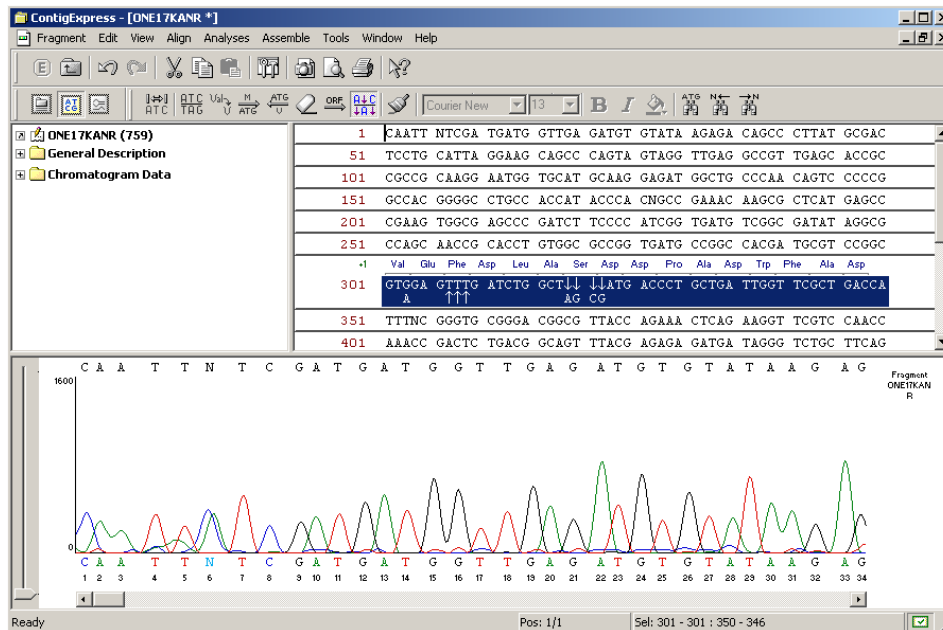 ContigExpress - [ONE17KANR *]
Fragment Edit View Align Analyses Assemble Tools Window Help
Courier New 13 B I
ONE17KANR (759)
General Description
Chromatogram Data
1 CAATT NTCGA TGATG GTTGA GATGT GTATA AGAGA CAGCC CTTAT GCGAC
51 TCCTG CATTA GGAAG CAGCC CAGTA GTAGG TTGAG GCCGT TGAGC ACCGC
101 CGCCG CAAGG AATGG TGCAT GCAAG GAGAT GGCTG CCCAA CAGTC CCCCG
151 GCCAC GGGGC CTGCC ACCAT ACCCA CNGCC GAAAC AAGCG CTCAT GAGCC
201 CGAAG TGGCG AGCCC GATCT TCCCC ATCGG TGATG TCGGC GATAT AGGCG
251 CCAGC AACCG CACCT GTGGC GCCGG TGATG CCGGC CACGA TGCGT CCGGC
+1 Val Glu Phe Asp Leu Ala Ser Asp Asp Pro Ala Asp Trp Phe Ala Asp
301 GTGGA GTTTG ATCTG GCT↓↓ ↓↓ATG ACCCT GCTGA TTGGT TCGCT GACCA
A ↑↑↑ AG CG
351 TTTNC GGGTG CGGGA CGGCG TTACC AGAAA CTCAG AAGGT TCGTC CAACC
401 AAACC GACTC TGACG GCAGT TTACG AGAGA GATGA TAGGG TCTGC TTCAG
C A A T T N T C G A T G A T G G T T G A G A T G T G T A T A A G A G
1600
Fragment
ONE17KAN
R
0
C A A T T N T C G A T G A T G G T T G A G A T G T G T A T A A G A G
1 2 3 4 5 6 7 8 9 10 11 12 13 14 15 16 17 18 19 20 21 22 23 24 25 26 27 28 29 30 31 32 33 34
Ready Pos: 1/1 Sel: 301 - 301 : 350 - 346